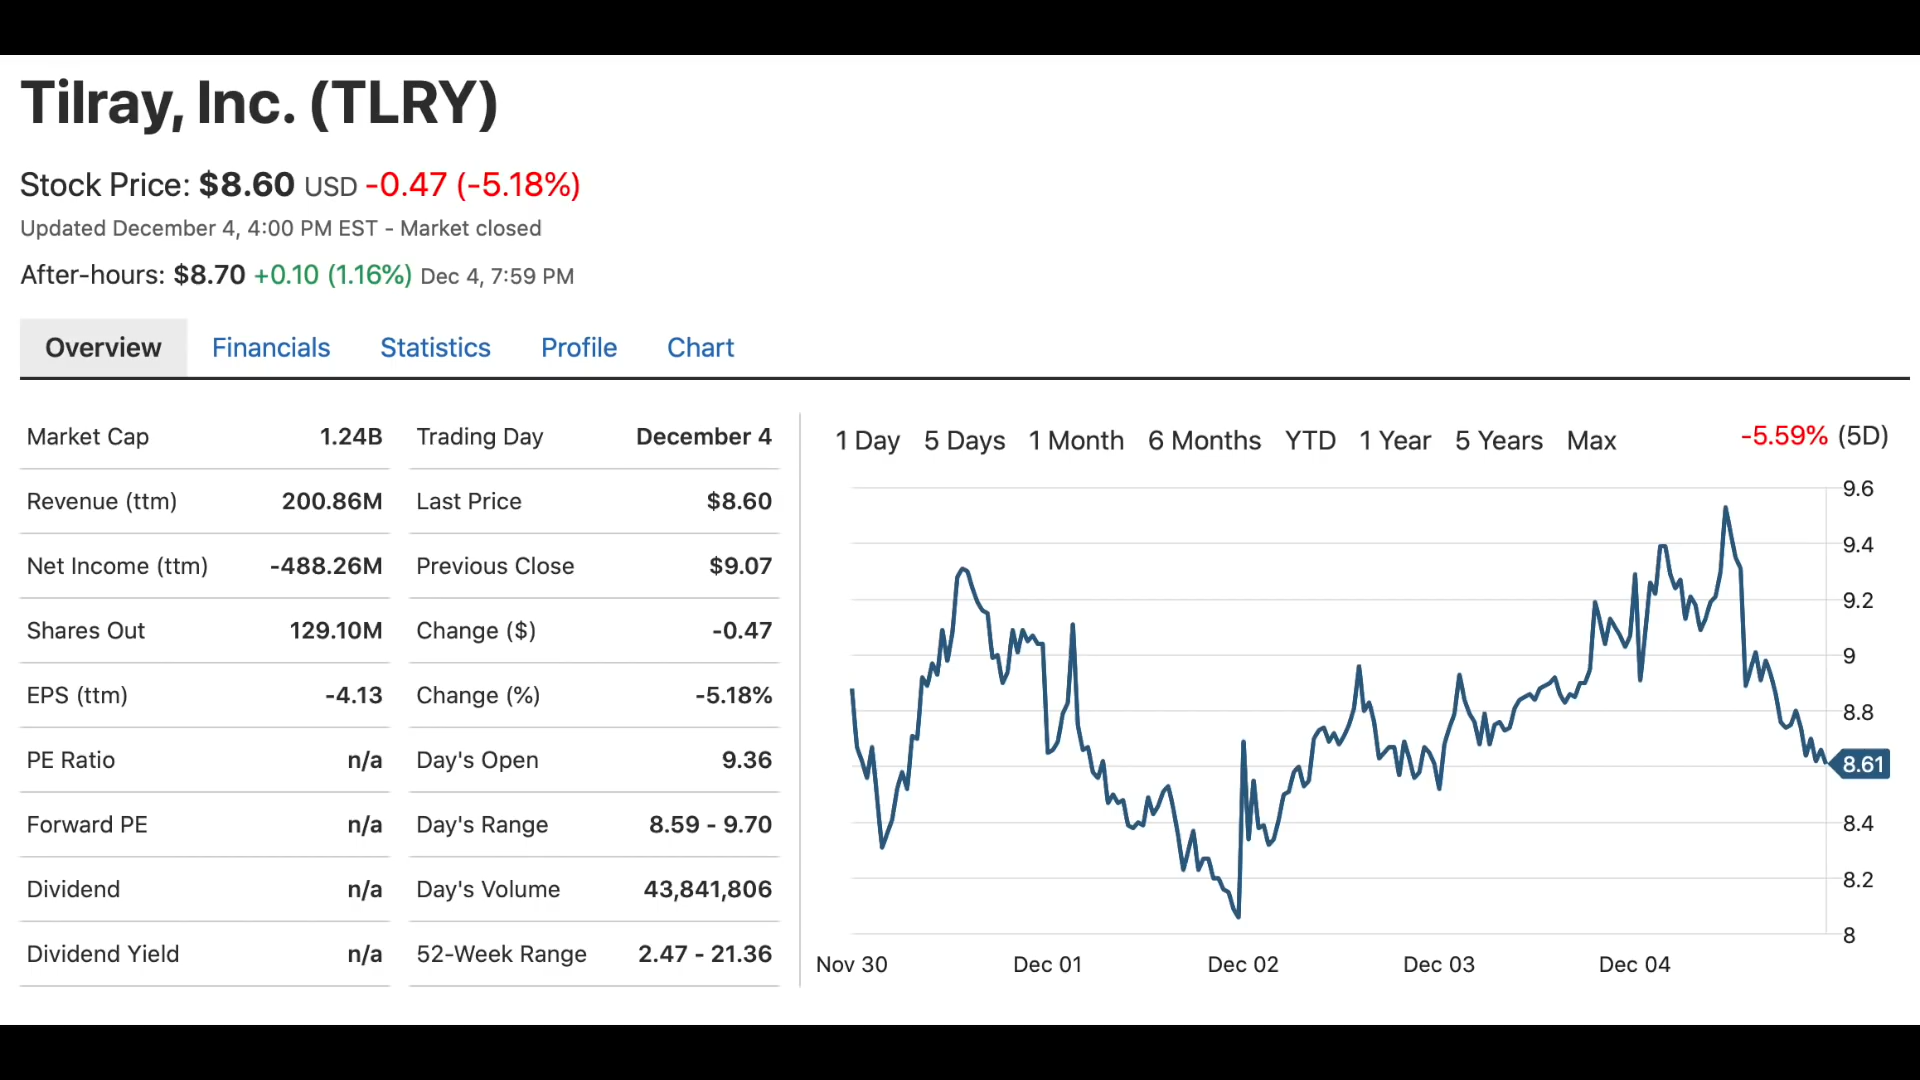 Tilray, Inc. (TLRY)
Stock Price: $8.60 USD -0.47 (-5.18%)
Updated December 4, 4:00 PM EST - Market closed
After-hours: $8.70 +0.10 (1.16%) Dec 4, 7:59 PM
Overview Financials Statistics Profile Chart
Market Cap 1.24B
Revenue (ttm) 200.86M
Net Income (ttm) -488.26M
Shares Out 129.10M
EPS (ttm) -4.13
PE Ratio n/a
Forward PE n/a
Dividend n/a
Dividend Yield n/a
Trading Day December 4
Last Price $8.60
Previous Close $9.07
Change ($) -0.47
Change (%) -5.18%
Day's Open 9.36
Day's Range 8.59 - 9.70
Day's Volume 43,841,806
52-Week Range 2.47 - 21.36
1 Day 5 Days 1 Month 6 Months YTD 1 Year 5 Years Max -5.59% (5D)
9.6
9.4
9.2
9
8.8
8.61
8.4
8.2
8
Nov 30 Dec 01 Dec 02 Dec 03 Dec 04